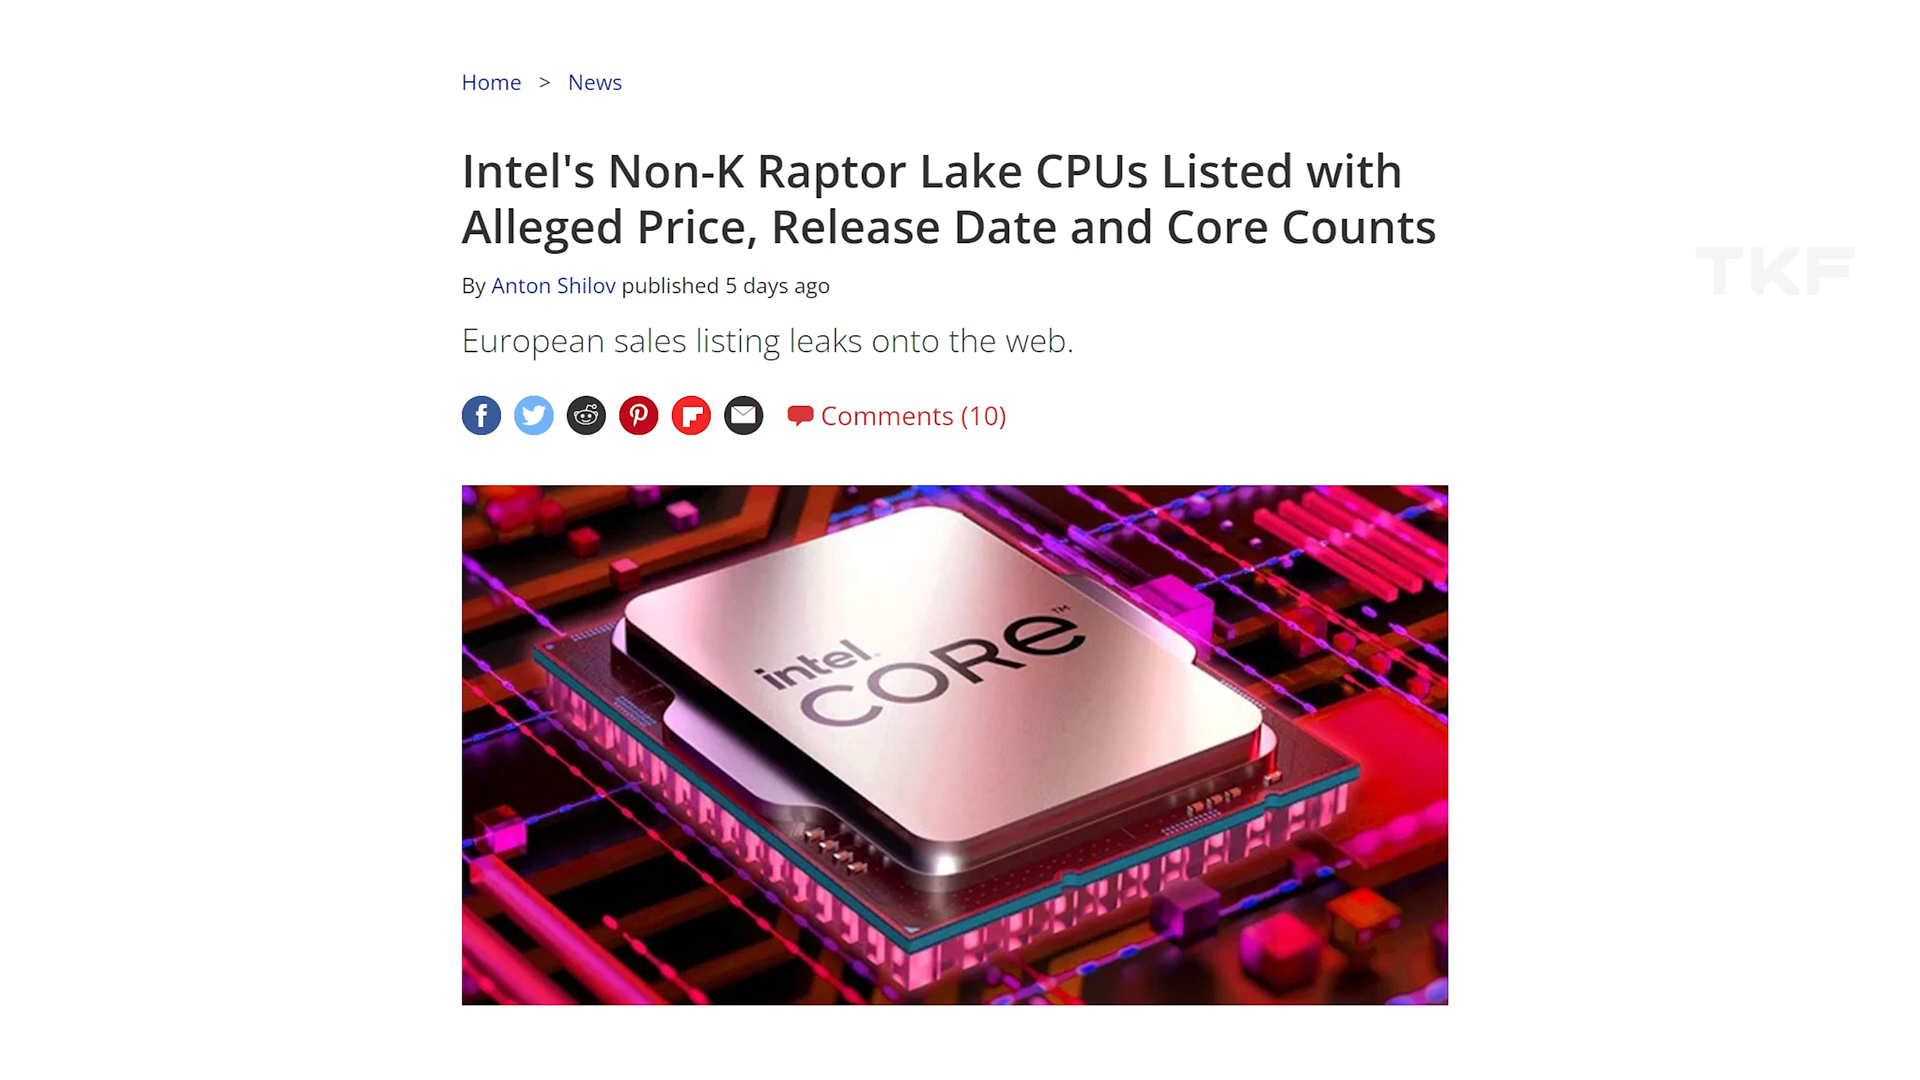 Home > News
Intel's Non-K Raptor Lake CPUs Listed with
Alleged Price, Release Date and Core Counts
By Anton Shilov published 5 days ago
European sales listing leaks onto the web.
Comments (10)
TKF
intel.
CORE™